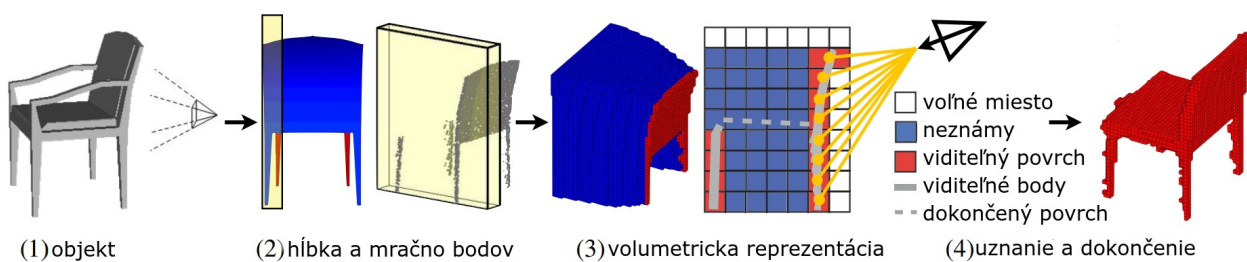 voľné miesto
neznámy
viditeľný povrch
viditeľné body
dokončený povrch
(1) objekt
(2) hĺbka a mračno bodov
(3) volumetricka reprezentácia
(4) uznanie a dokončenie